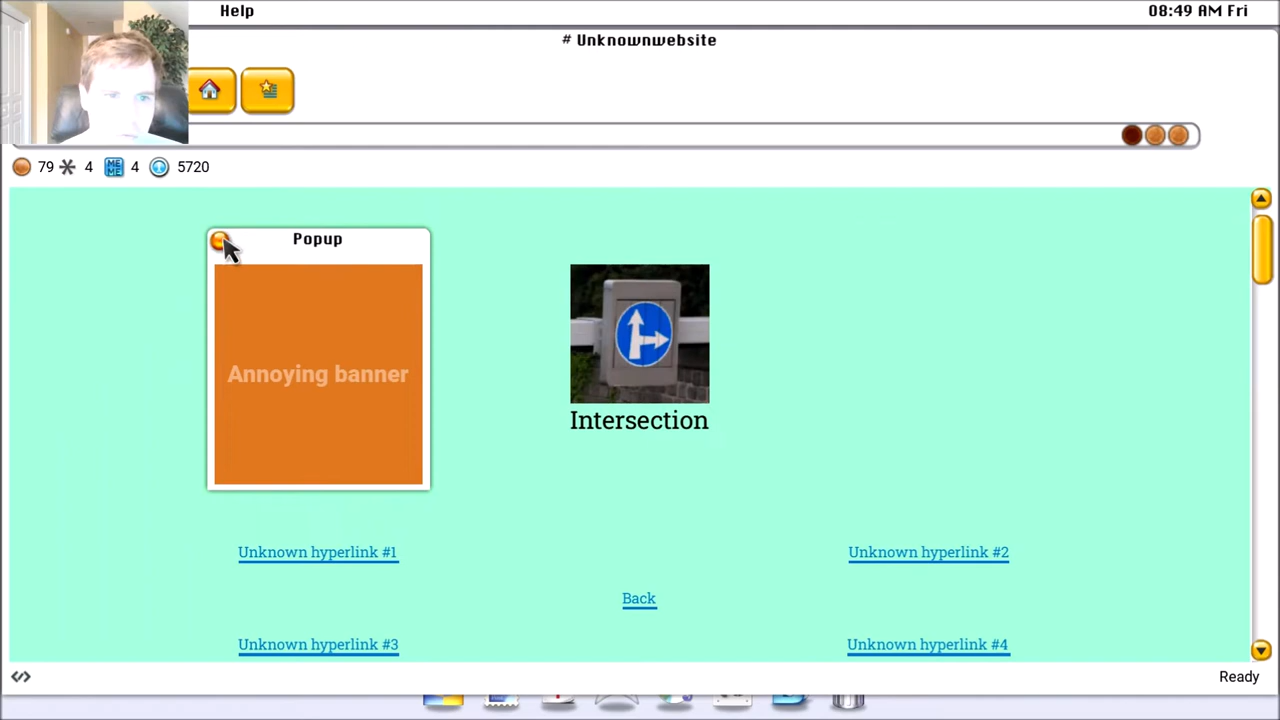 Help
08:49 AM Fri
# Unknownwebsite
79
4
MEME
4
5720
Popup
Annoying banner
Intersection
Unknown hyperlink #1
Unknown hyperlink #2
Back
Unknown hyperlink #3
Unknown hyperlink #4
Ready